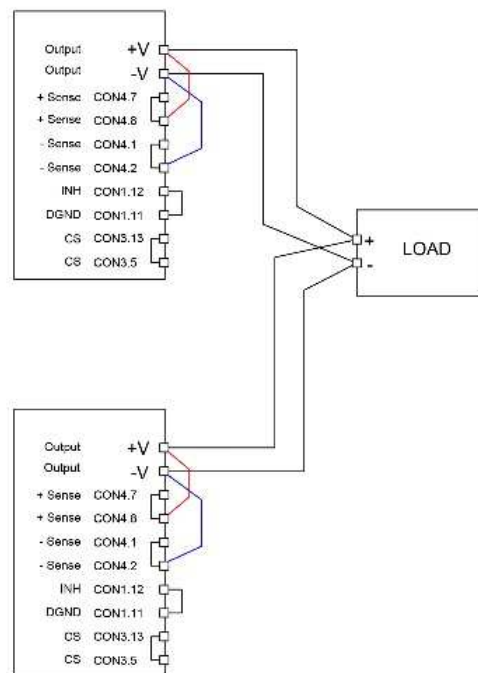 Output +V
Output -V
+ Sense CON4.7
+ Sense CON4.8
- Sense CON4.1
- Sense CON4.2
INH CON1.12
DGND CON1.11
CS CON3.13
CS CON3.5
+ LOAD
-
Output +V
Output -V
+ Sense CON4.7
+ Sense CON4.8
- Sense CON4.1
- Sense CON4.2
INH CON1.12
DGND CON1.11
CS CON3.13
CS CON3.5